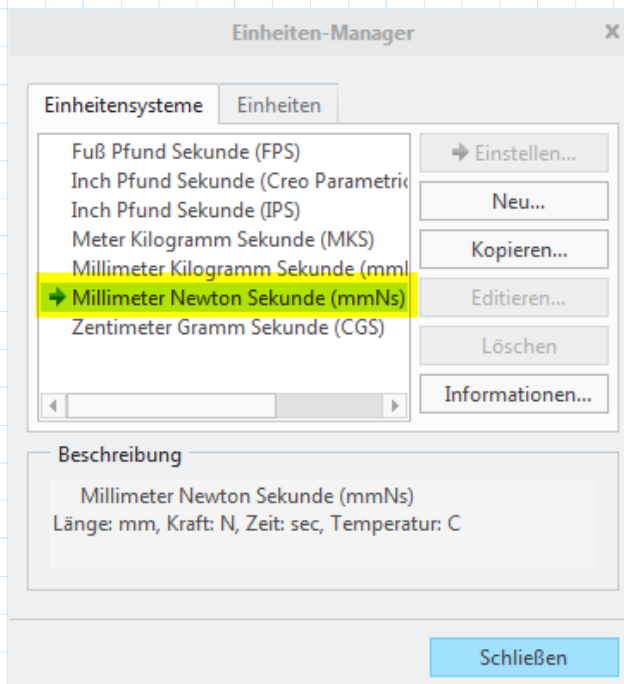 Einheiten-Manager
Einheitensysteme
Einheiten
Fuß Pfund Sekunde (FPS)
Inch Pfund Sekunde (Creo Parametric
Inch Pfund Sekunde (IPS)
Meter Kilogramm Sekunde (MKS)
Millimeter Kilogramm Sekunde
Millimeter Newton Sekunde (mmNs)
Zentimeter Gramm Sekunde (CGS)
Einstellen...
Neu...
Kopieren...
Editieren...
Löschen
Informationen...
Beschreibung
Millimeter Newton Sekunde (mmNs)
Länge: mm, Kraft: N, Zeit: sec, Temperatur: C
Schließen